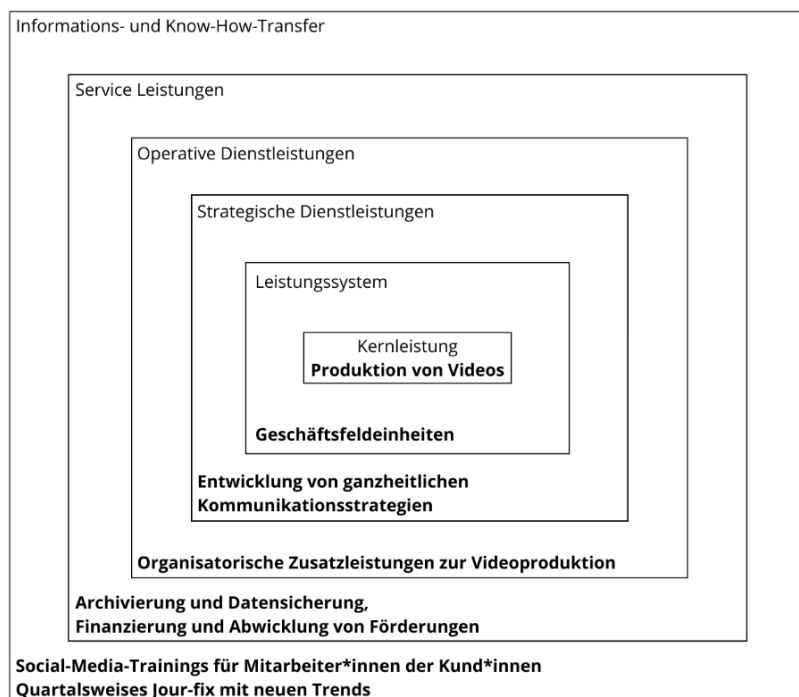 Informations- und Know-How-Transfer
Service Leistungen
Operative Dienstleistungen
Strategische Dienstleistungen
Leistungssystem
Kernleistung
Produktion von Videos
Geschäftsfeldeinheiten
Entwicklung von ganzheitlichen
Kommunikationsstrategien
Organisatorische Zusatzleistungen zur Videoproduktion
Archivierung und Datensicherung,
Finanzierung und Abwicklung von Förderungen
Social-Media-Trainings für Mitarbeiter*innen der Kund*innen
Quartalsweises Jour-fix mit neuen Trends